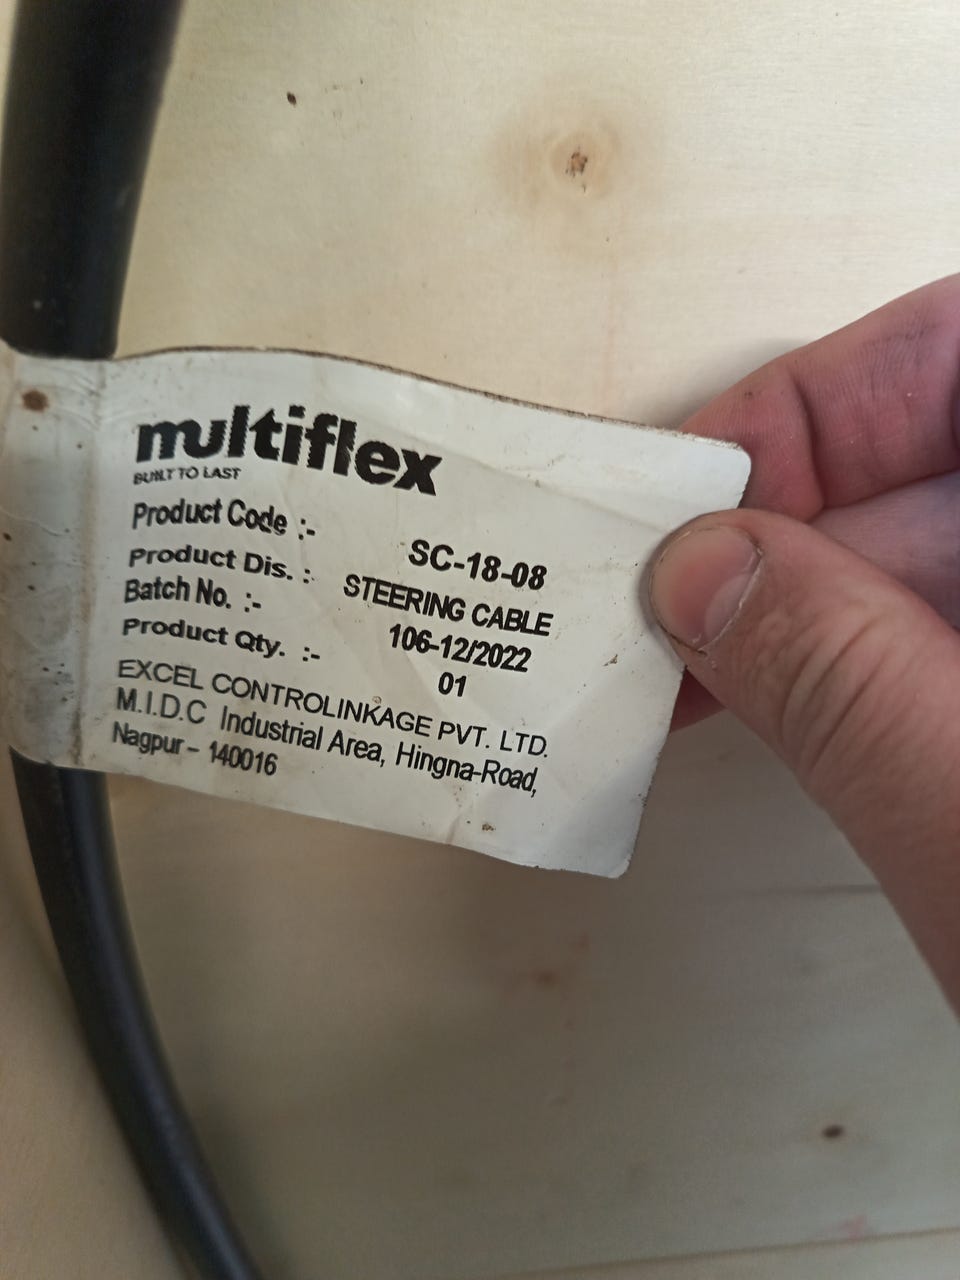 multiflex
BUILT TO LAST
Product Code :- SC-18-08
Product Dis. :- STEERING CABLE
Batch No. :- 106-12/2022
Product Qty. :- 01
EXCEL CONTROLINKAGE PVT. LTD.
M.I.D.C Industrial Area, Hingna-Road,
Nagpur – 140016